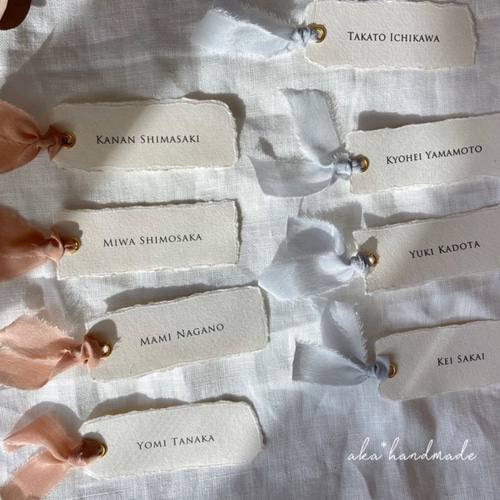 TAKATO ICHIKAWA
KANAN SHIMASAKI
KYOHEI YAMAMOTO
MIWA SHIMOSAKA
YUKI KADOTA
MAMI NAGANO
KEI SAKAI
YOMI TANAKA
aka*handmade